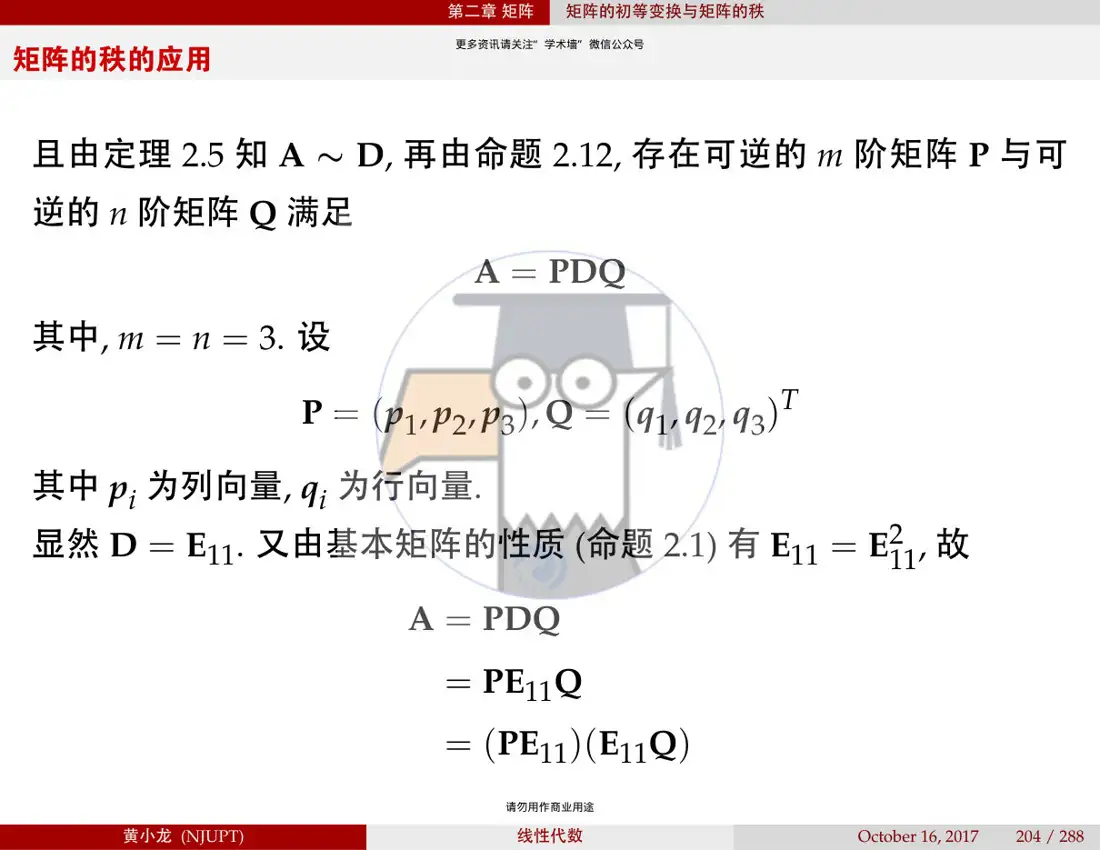 第二章 矩阵 矩阵的初等变换与矩阵的秩
更多资讯请关注“学术墙”微信公众号
矩阵的秩的应用
且由定理 2.5 知 A ∼ D, 再由命题 2.12, 存在可逆的 m 阶矩阵 P 与可
逆的 n 阶矩阵 Q 满足
A = PDQ
其中, m = n = 3. 设
P = (p₁, p₂, p₃), Q = (q₁, q₂, q₃)ᵀ
其中 pᵢ 为列向量, qᵢ 为行向量.
显然 D = E₁₁. 又由基本矩阵的性质 (命题 2.1) 有 E₁₁ = E₁₁², 故
A = PDQ
= PE₁₁Q
= (PE₁₁)(E₁₁Q)
请勿用作商业用途
黄小龙 (NJUPT) 线性代数 October 16, 2017 204 / 288